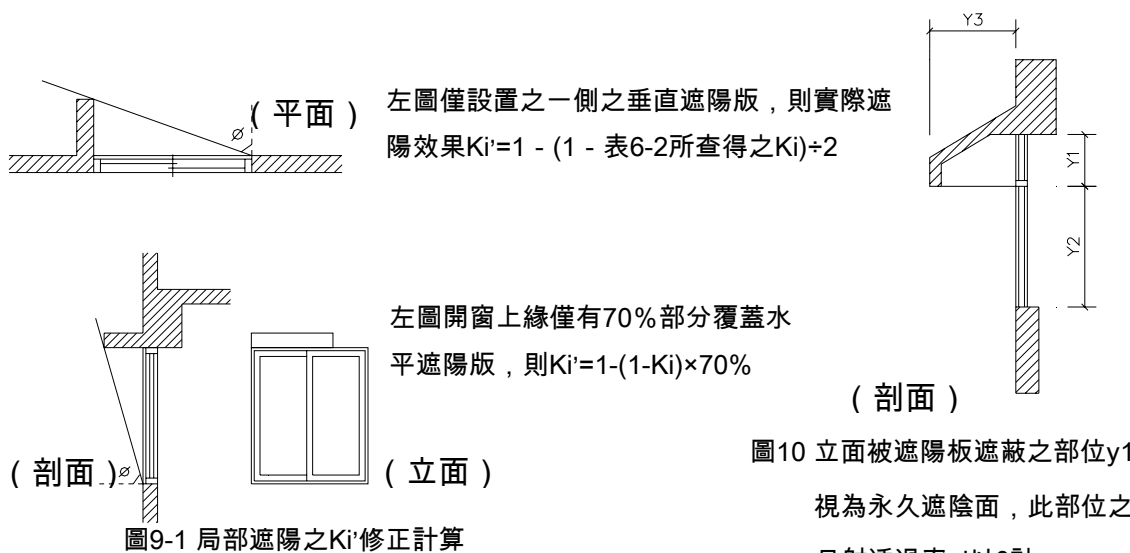 Y3
(平面)
左圖僅設置之一側之垂直遮陽版，則實際遮
陽效果Ki’=1 - (1 - 表6-2所查得之Ki)÷2
Y1
Y2
左圖開窗上緣僅有70%部分覆蓋水
平遮陽版，則Ki’=1-(1-Ki)×70%
(剖面)
(剖面)
(立面)
圖9-1 局部遮陽之Ki’修正計算
圖10 立面被遮陽板遮蔽之部位y1
視為永久遮陰面，此部位之